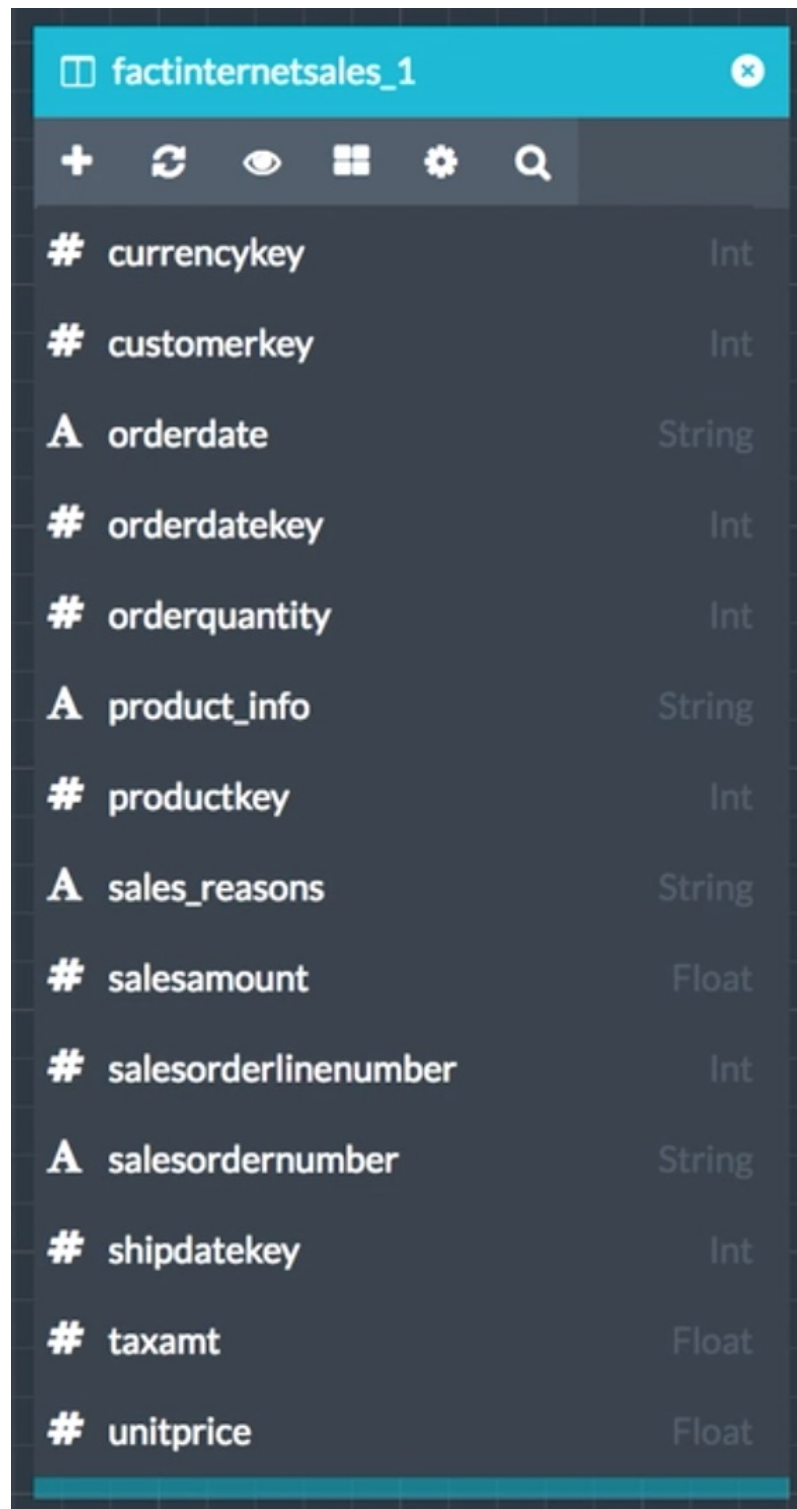 factinternetsales_1
# currencykey Int
# customerkey Int
A orderdate String
# orderdatekey Int
# orderquantity Int
A product_info String
# productkey Int
A sales_reasons String
# salesamount Float
# salesorderlinenumber Int
A salesordernumber String
# shipdatekey Int
# taxamt Float
# unitprice Float